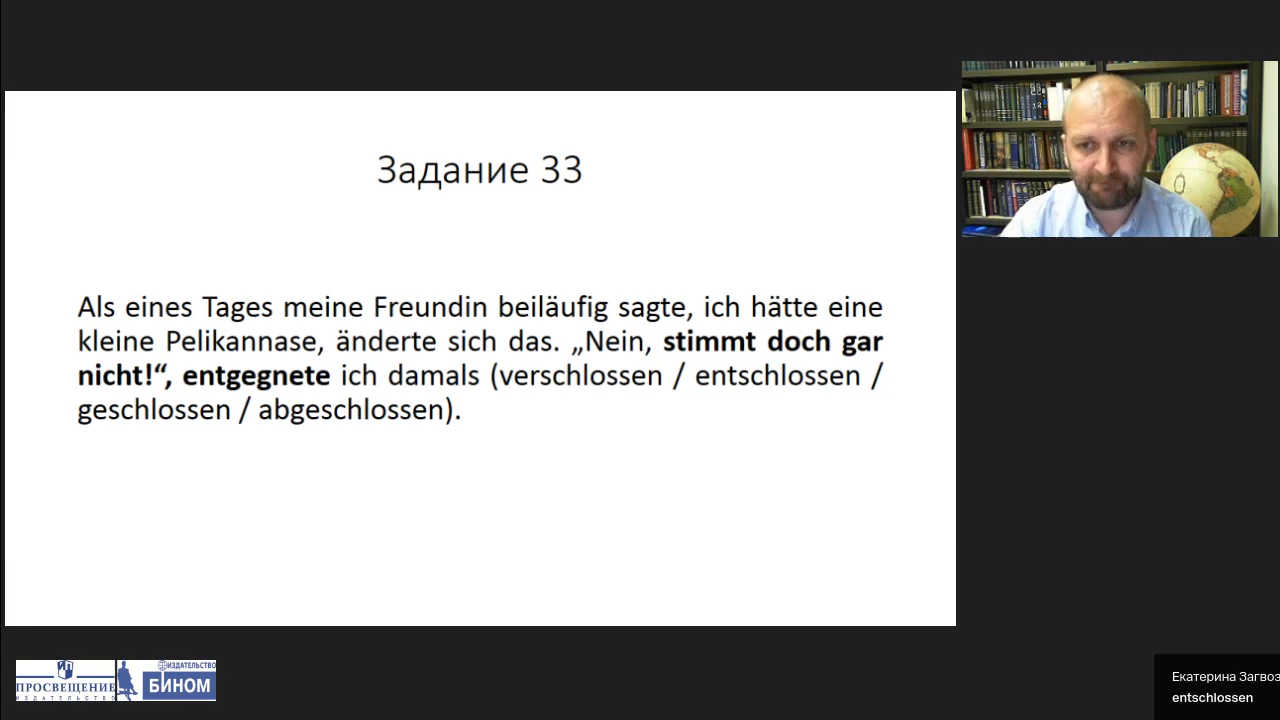 Задание 33
Als eines Tages meine Freundin beiläufig sagte, ich hätte eine
kleine Pelikannase, änderte sich das. „Nein, stimmt doch gar
nicht!“, entgegnete ich damals (verschlossen / entschlossen /
geschlossen / abgeschlossen).
ПРОСВЕЩЕНИЕ
ИЗДАТЕЛЬСТВО
ИЗДАТЕЛЬСТВО
БИНОМ
Екатерина Загвоз
entschlossen